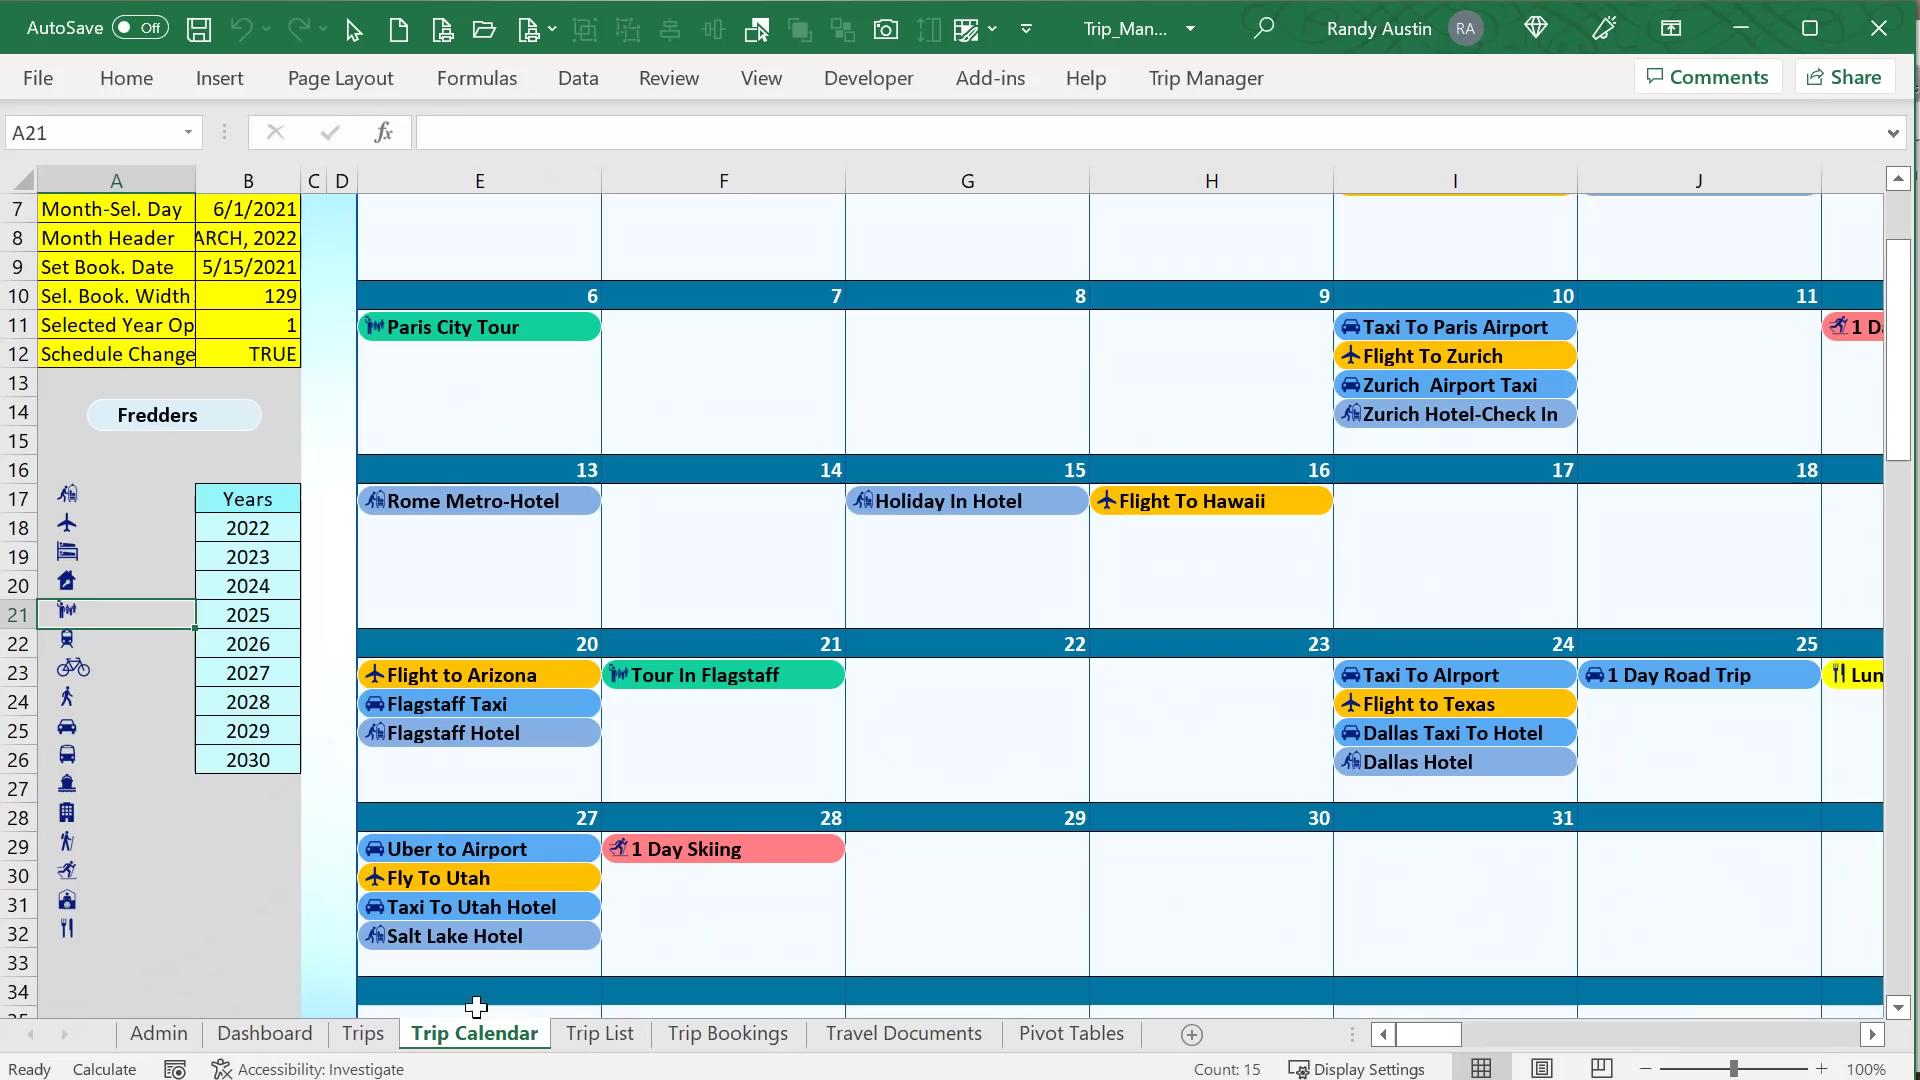 AutoSave Off Trip_Man... Randy Austin RA
File Home Insert Page Layout Formulas Data Review View Developer Add-ins Help Trip Manager Comments Share
A21 fx
A B C D E F G H I J
7 Month-Sel. Day 6/1/2021
8 Month Header ARCH, 2022
9 Set Book. Date 5/15/2021
10 Sel. Book. Width 129 6 7 8 9 10 11
11 Selected Year Op 1 Paris City Tour Taxi To Paris Airport 1 D
12 Schedule Change TRUE Flight To Zurich
13 Zurich Airport Taxi
14 Fredders Zurich Hotel-Check In
15
16 13 14 15 16 17 18
17 Years Rome Metro-Hotel Holiday In Hotel Flight To Hawaii
18 2022
19 2023
20 2024
21 2025
22 2026 20 21 22 23 24 25
23 2027 Flight to Arizona Tour In Flagstaff Taxi To AIrport 1 Day Road Trip Lun
24 2028 Flagstaff Taxi Flight to Texas
25 2029 Flagstaff Hotel Dallas Taxi To Hotel
26 2030 Dallas Hotel
27
28 27 28 29 30 31
29 Uber to Airport 1 Day Skiing
30 Fly To Utah
31 Taxi To Utah Hotel
32 Salt Lake Hotel
33
34
Admin Dashboard Trips Trip Calendar Trip List Trip Bookings Travel Documents Pivot Tables
Ready Calculate Accessibility: Investigate Count: 15 Display Settings 100%